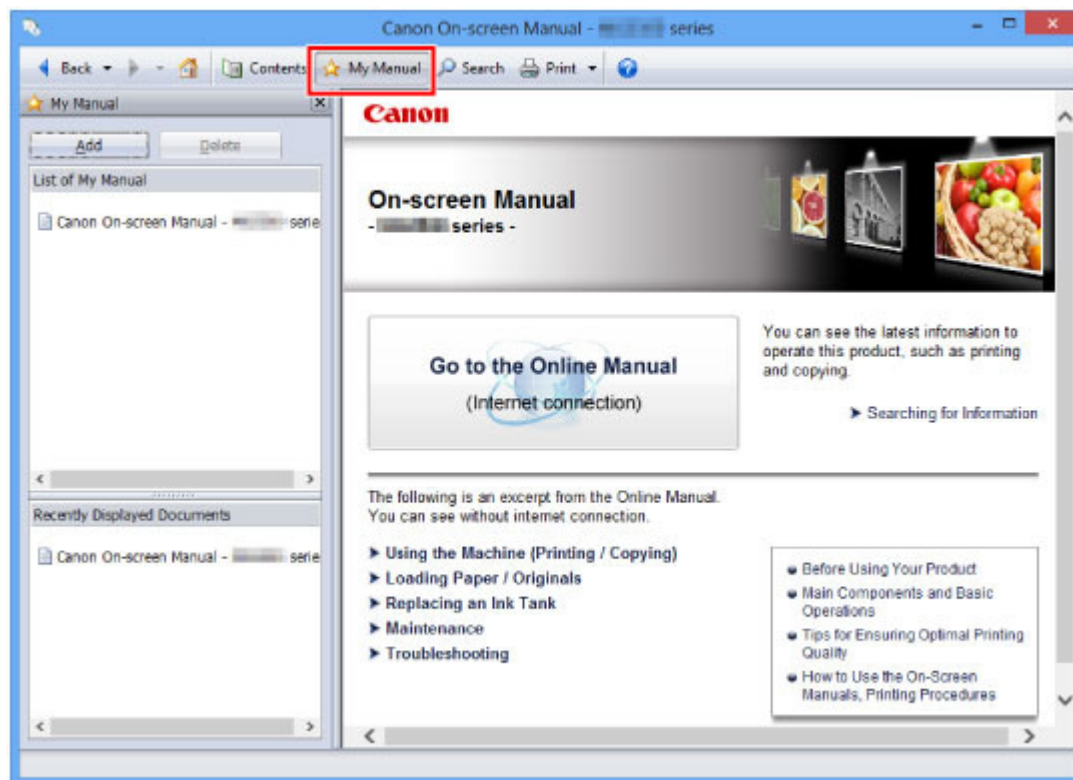 Canon On-screen Manual - series
Back Contents My Manual Search Print
My Manual
Add Delete
List of My Manual
Canon On-screen Manual - serie
Recently Displayed Documents
Canon On-screen Manual - serie
Canon
On-screen Manual
- series -
Go to the Online Manual
(Internet connection)
You can see the latest information to
operate this product, such as printing
and copying.
Searching for Information
The following is an excerpt from the Online Manual.
You can see without internet connection.
Using the Machine (Printing / Copying)
Loading Paper / Originals
Replacing an Ink Tank
Maintenance
Troubleshooting
Before Using Your Product
Main Components and Basic
Operations
Tips for Ensuring Optimal Printing
Quality
How to Use the On-Screen
Manuals, Printing Procedures